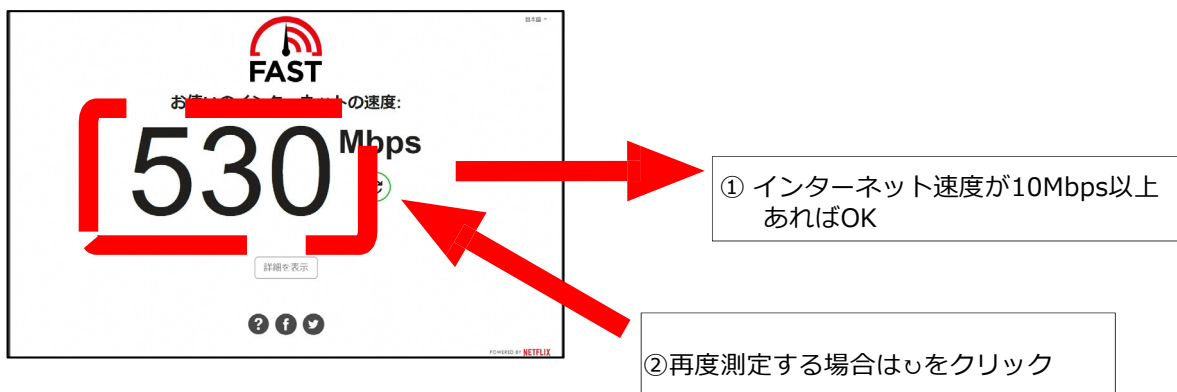 日本語
FAST
お使いのインターネットの速度:
530 Mbps
詳細を表示
? f
POWERED BY NETFLIX
① インターネット速度が10Mbps以上
あればOK
②再度測定する場合は↻をクリック